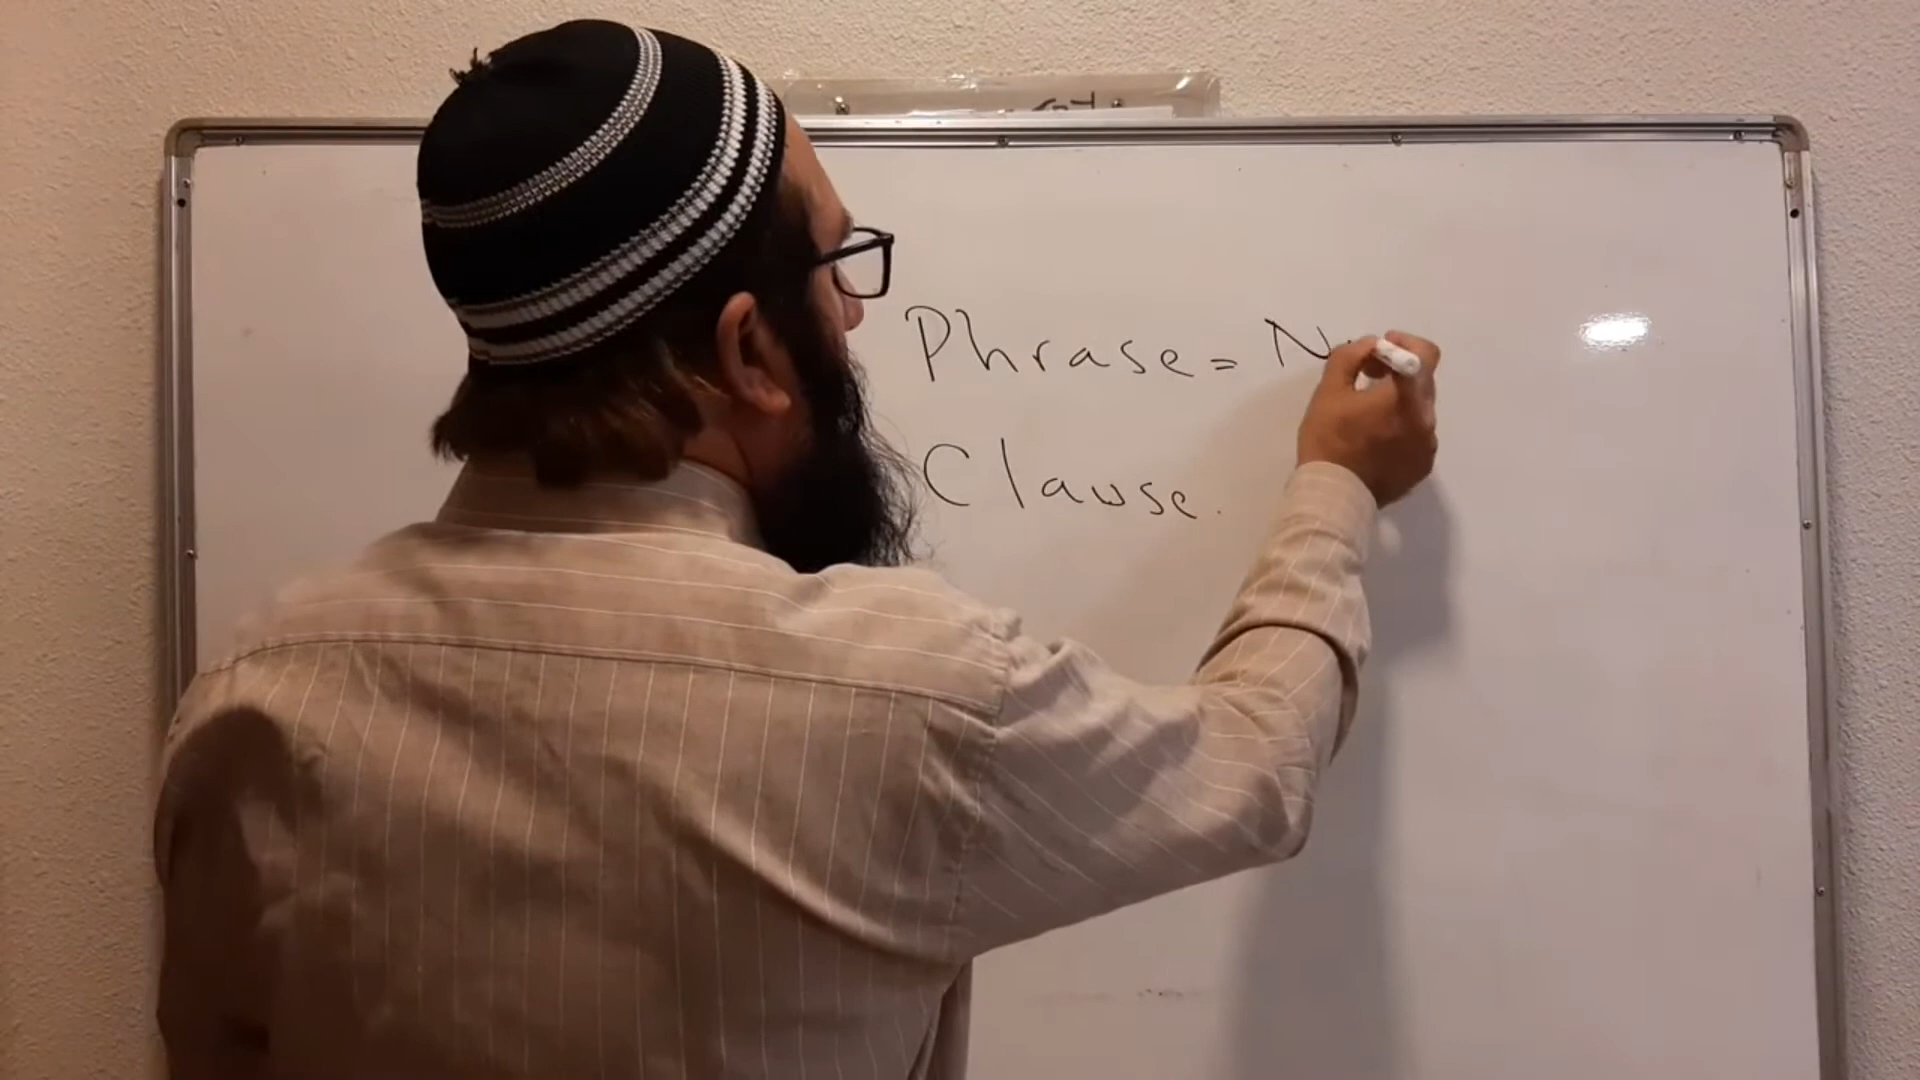 Phrase = N
Clause.